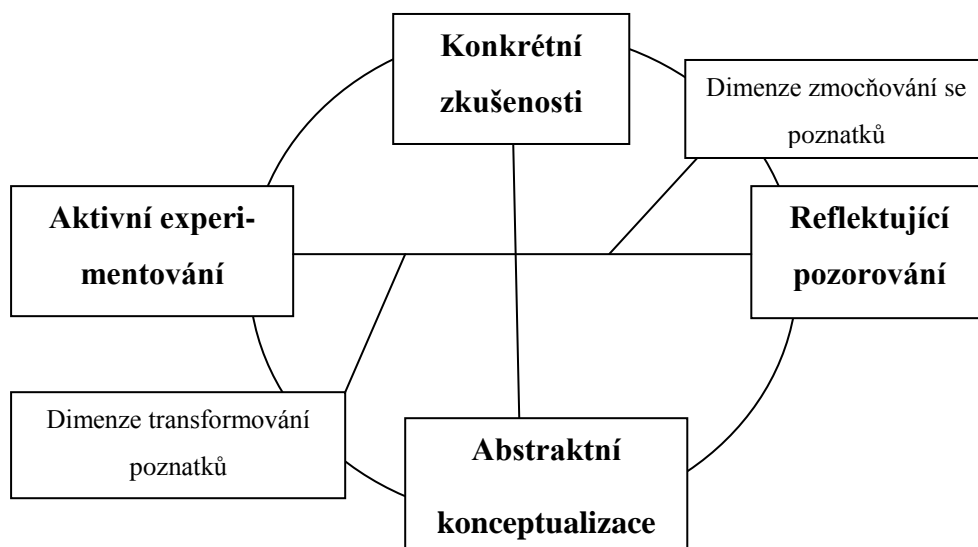 Konkrétní
zkušenosti
Dimenze zmocňování se
poznatků
Aktivní experi-
mentování
Reflektující
pozorování
Dimenze transformování
poznatků
Abstraktní
konceptualizace